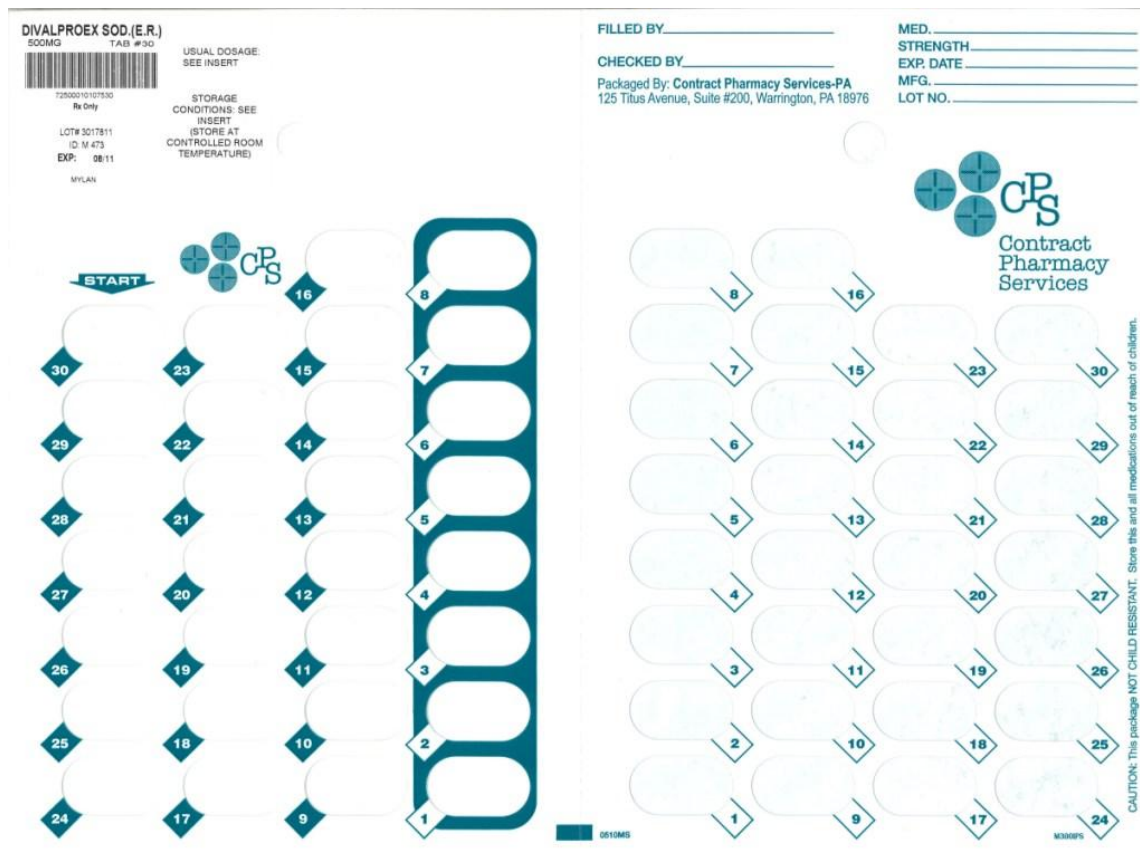 DIVALPROEX SOD.(E.R.)
500MG TAB #30
72500010107530
Rx Only
LOT# 3017811
ID: M 473
EXP: 08/11
MYLAN
USUAL DOSAGE:
SEE INSERT
STORAGE
CONDITIONS: SEE
INSERT
(STORE AT
CONTROLLED ROOM
TEMPERATURE)
CPS
START
16
8
30
23
15
7
29
22
14
6
28
21
13
5
27
20
12
4
26
19
11
3
25
18
10
2
24
17
9
1
FILLED BY
CHECKED BY
Packaged By: Contract Pharmacy Services-PA
125 Titus Avenue, Suite #200, Warrington, PA 18976
MED.
STRENGTH
EXP. DATE
MFG.
LOT NO.
CPS
Contract
Pharmacy
Services
8
16
7
15
23
30
6
14
22
29
5
13
21
28
4
12
20
27
3
11
19
26
2
10
18
25
1
9
17
24
0510MS
M300IPS
CAUTION: This package NOT CHILD RESISTANT. Store this and all medications out of reach of children.